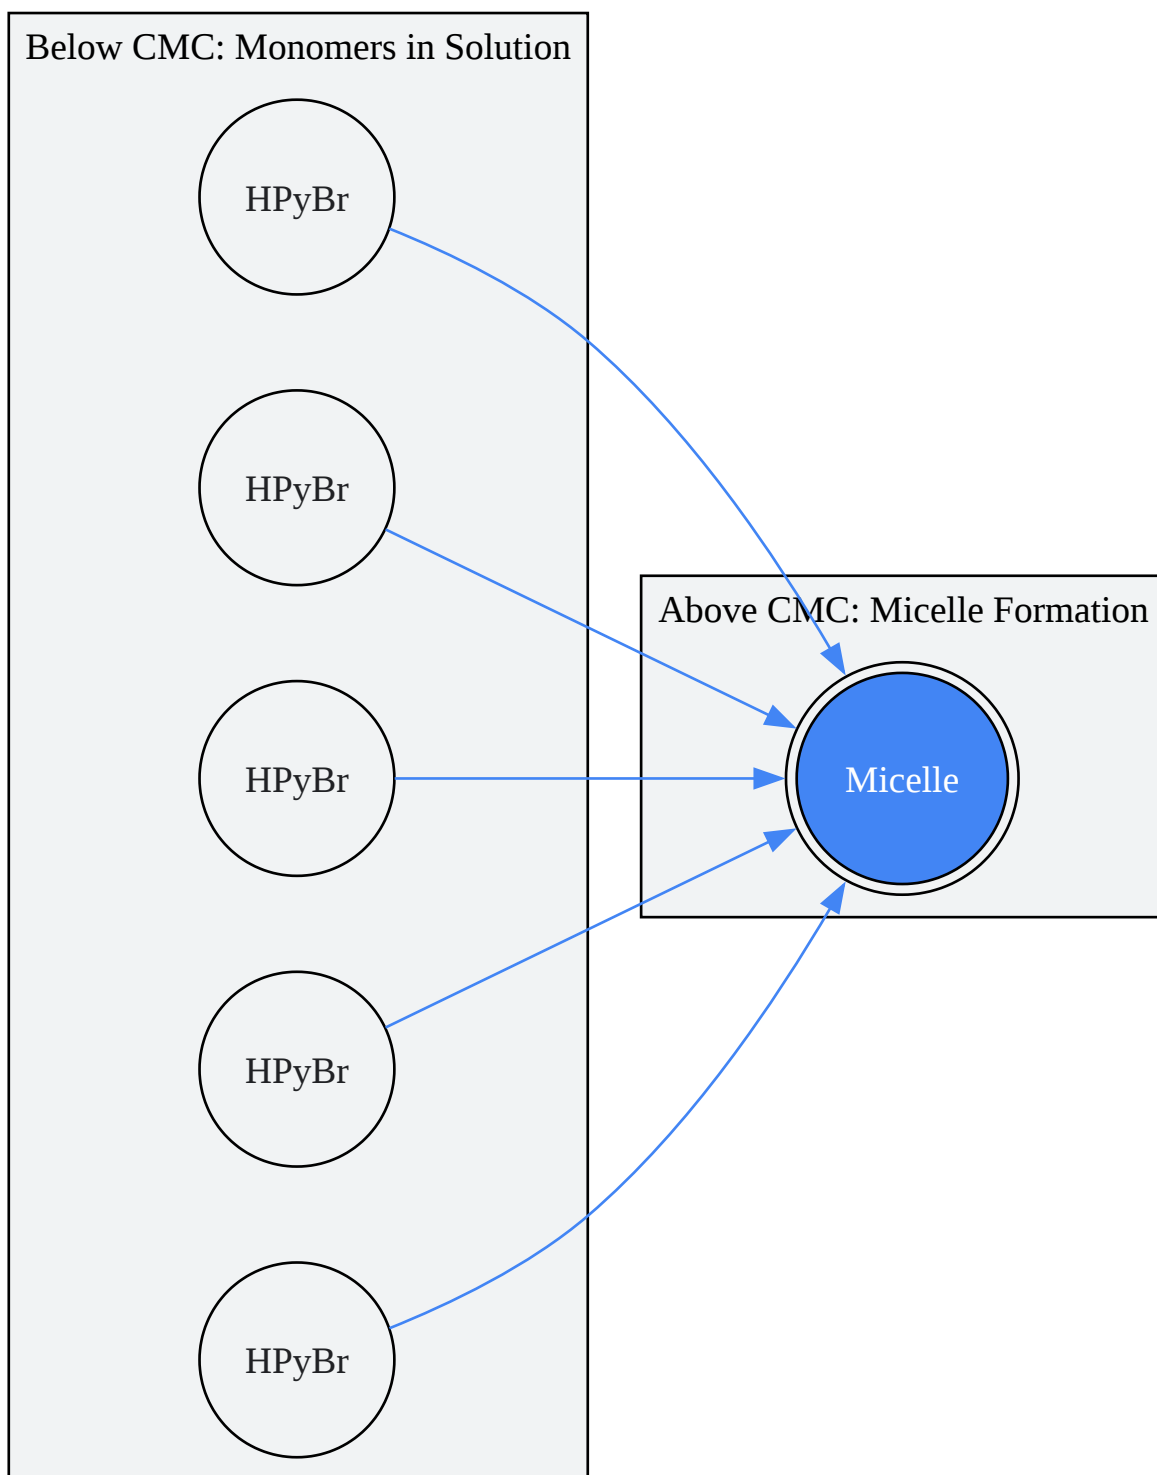 Below CMC: Monomers in Solution
HPyBr
HPyBr
HPyBr
HPyBr
HPyBr
Above CMC: Micelle Formation
Micelle